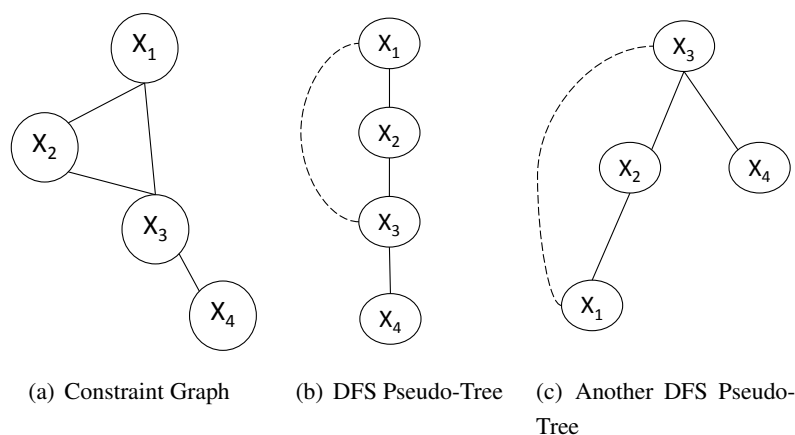 X₁
X₂
X₃
X₄
X₁
X₂
X₃
X₄
X₃
X₂
X₄
X₁
(a) Constraint Graph
(b) DFS Pseudo-Tree
(c) Another DFS Pseudo-
Tree